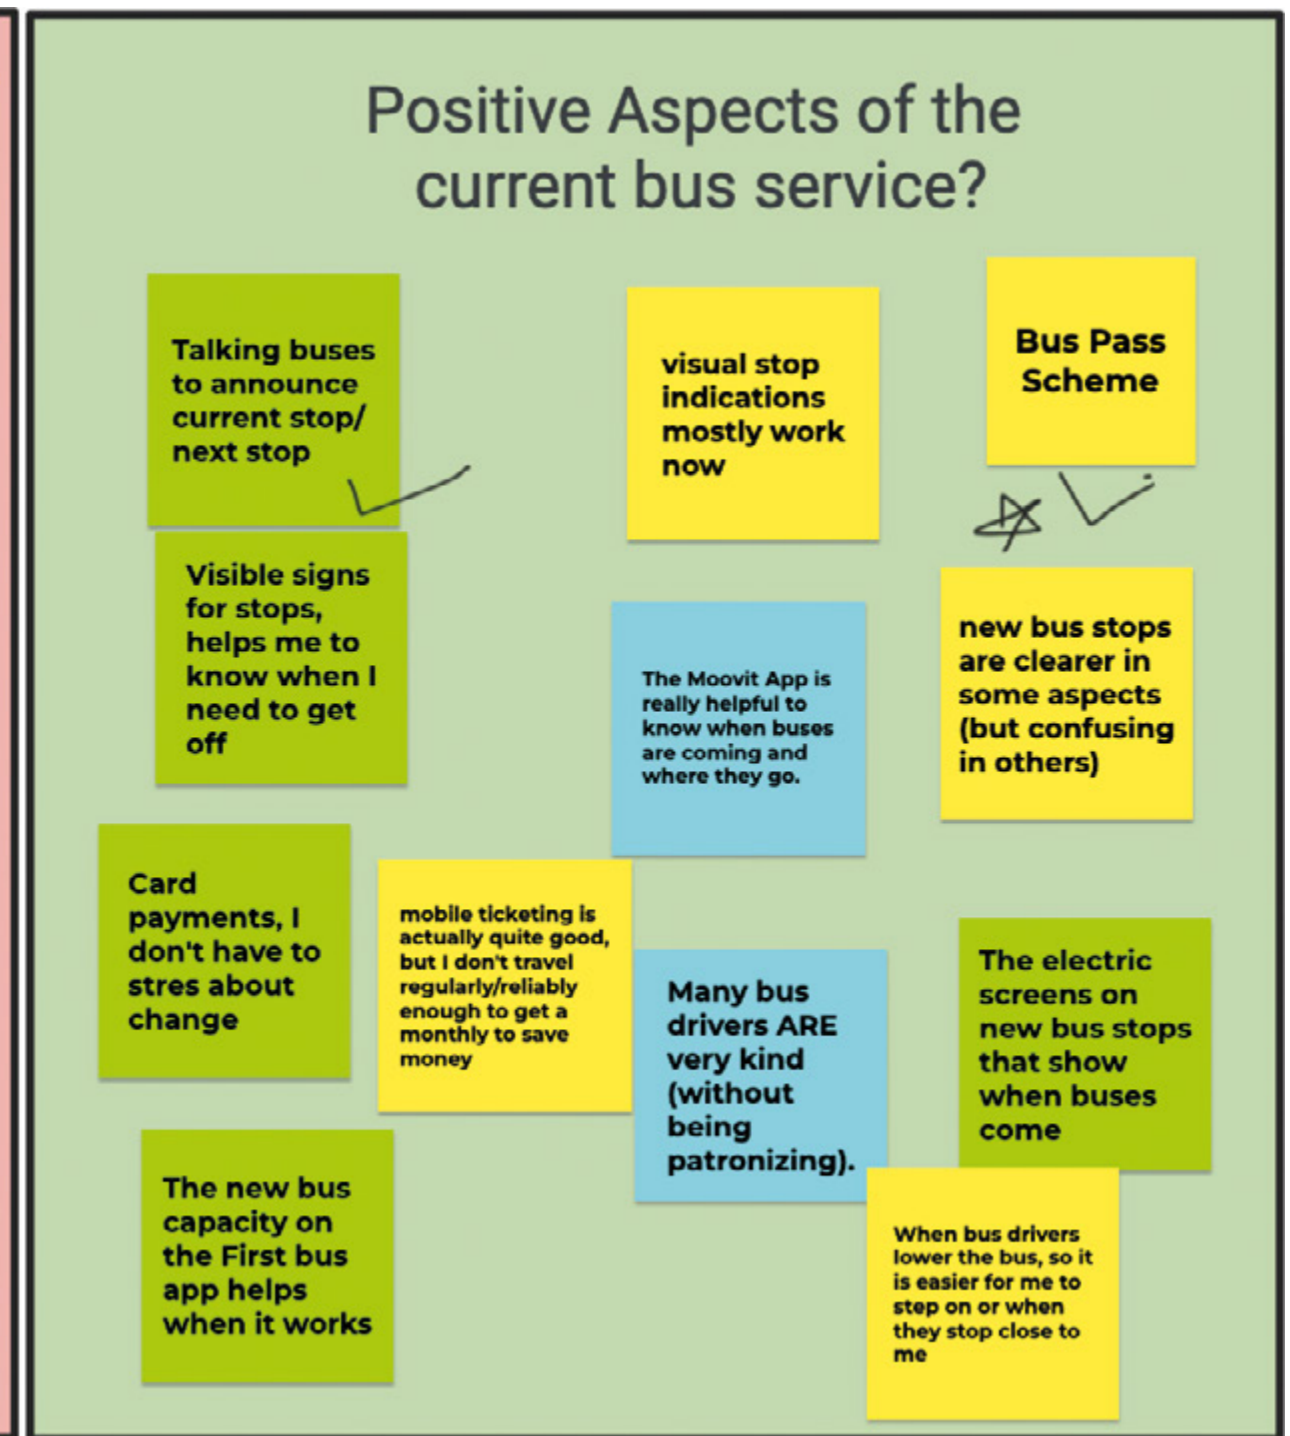 Positive Aspects of the
current bus service?
Talking buses
to announce
current stop/
next stop
visual stop
indications
mostly work
now
Bus Pass
Scheme
Visible signs
for stops,
helps me to
know when I
need to get
off
The Moovit App is
really helpful to
know when buses
are coming and
where they go.
new bus stops
are clearer in
some aspects
(but confusing
in others)
Card
payments, I
don't have to
stres about
change
mobile ticketing is
actually quite good,
but I don't travel
regularly/reliably
enough to get a
monthly to save
money
Many bus
drivers ARE
very kind
(without
being
patronizing).
The electric
screens on
new bus stops
that show
when buses
come
The new bus
capacity on
the First bus
app helps
when it works
When bus drivers
lower the bus, so it
is easier for me to
step on or when
they stop close to
me